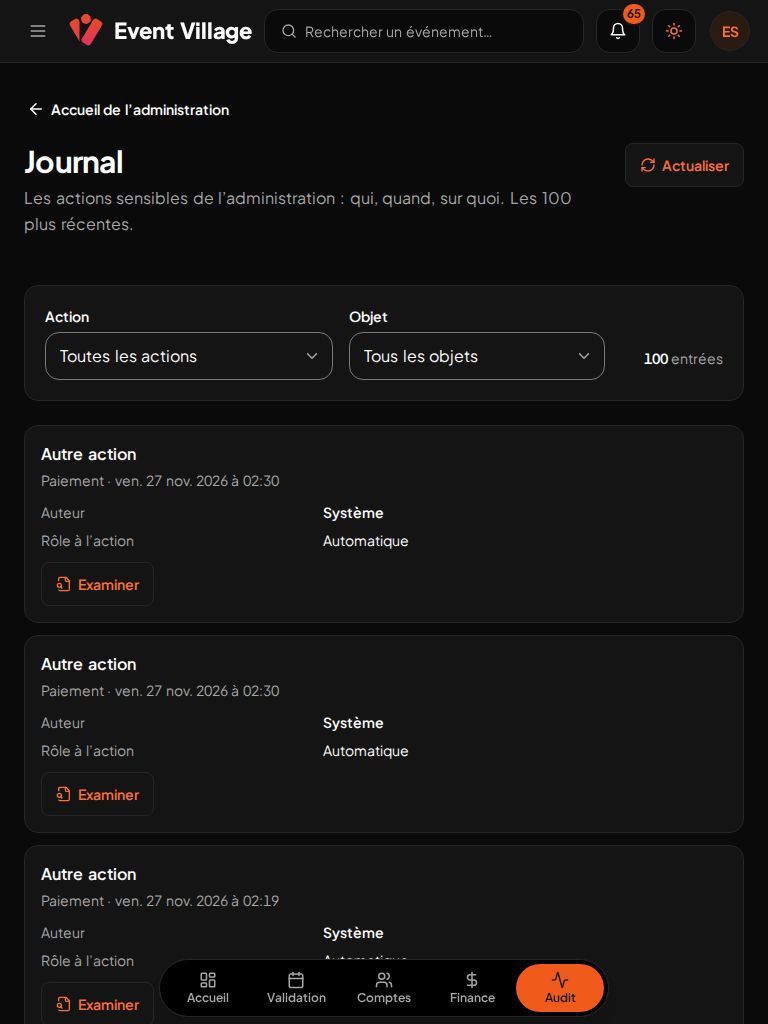 Event Village
Rechercher un événement…
65
ES
Accueil de l’administration
Journal
Actualiser
Les actions sensibles de l’administration : qui, quand, sur quoi. Les 100
plus récentes.
Action
Objet
Toutes les actions
Tous les objets
100 entrées
Autre action
Paiement · ven. 27 nov. 2026 à 02:30
Auteur
Système
Rôle à l’action
Automatique
Examiner
Autre action
Paiement · ven. 27 nov. 2026 à 02:30
Auteur
Système
Rôle à l’action
Automatique
Examiner
Autre action
Paiement · ven. 27 nov. 2026 à 02:19
Auteur
Système
Rôle à l’action
Examiner
Accueil
Validation
Comptes
Finance
Audit